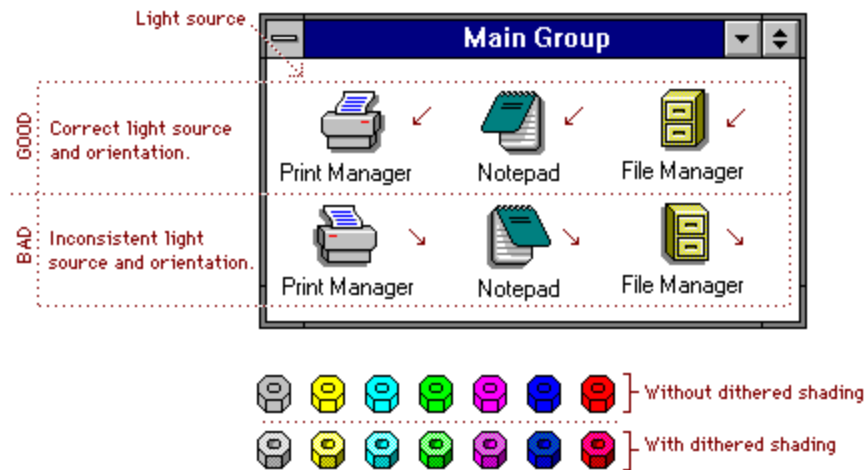 Light source
Main Group
GOOD
Correct light source
and orientation.
Print Manager
Notepad
File Manager
BAD
Inconsistent light
source and orientation.
Print Manager
Notepad
File Manager
Without dithered shading
With dithered shading